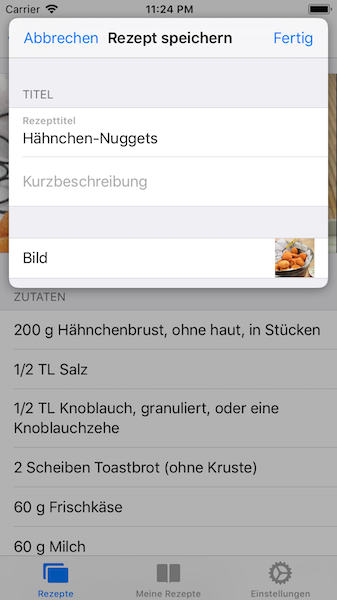 Carrier 11:24 PM
Abbrechen Rezept speichern Fertig
TITEL
Rezepttitel
Hähnchen-Nuggets
Kurzbeschreibung
Bild
ZUTATEN
200 g Hähnchenbrust, ohne haut, in Stücken
1/2 TL Salz
1/2 TL Knoblauch, granuliert, oder eine
Knoblauchzehe
2 Scheiben Toastbrot (ohne Kruste)
60 g Frischkäse
60 g Milch
Rezepte Meine Rezepte Einstellungen